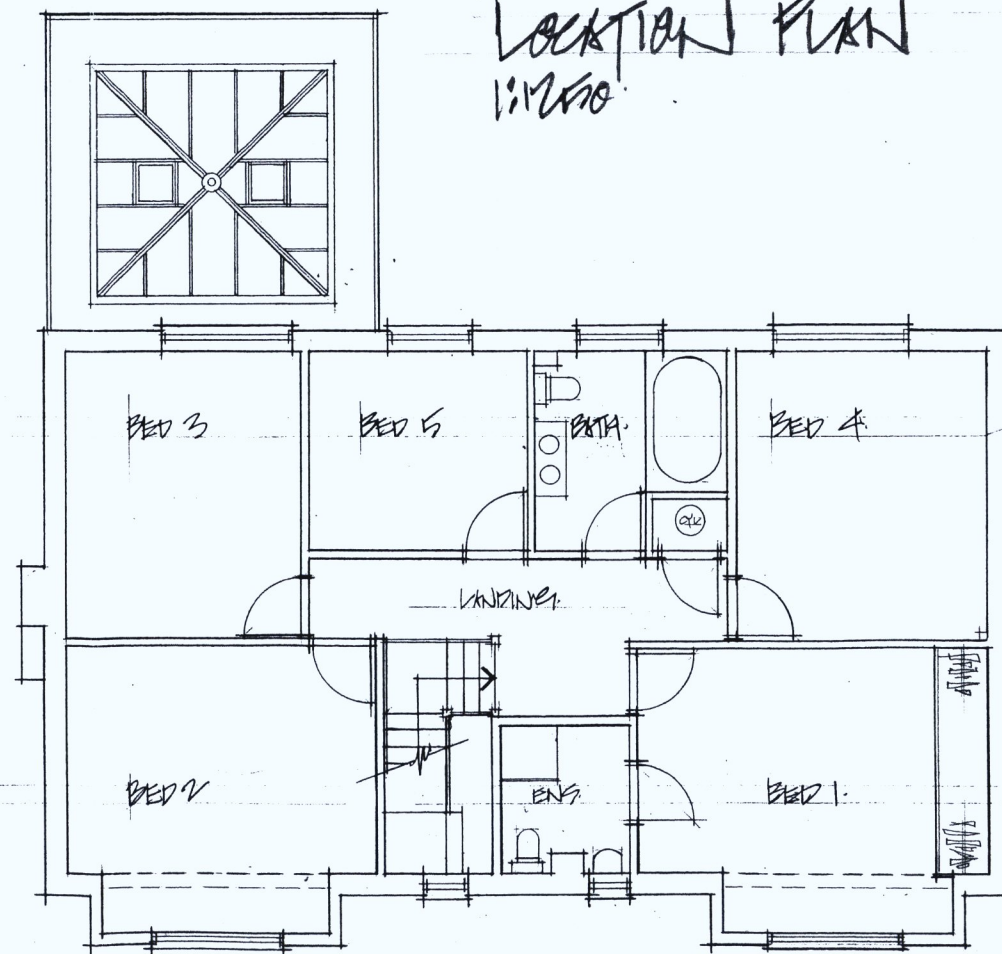 LOCATION PLAN
1:1250
BED 3
BED 5
BATH.
BED 4.
LANDING.
BED 2
ENS.
BED 1.